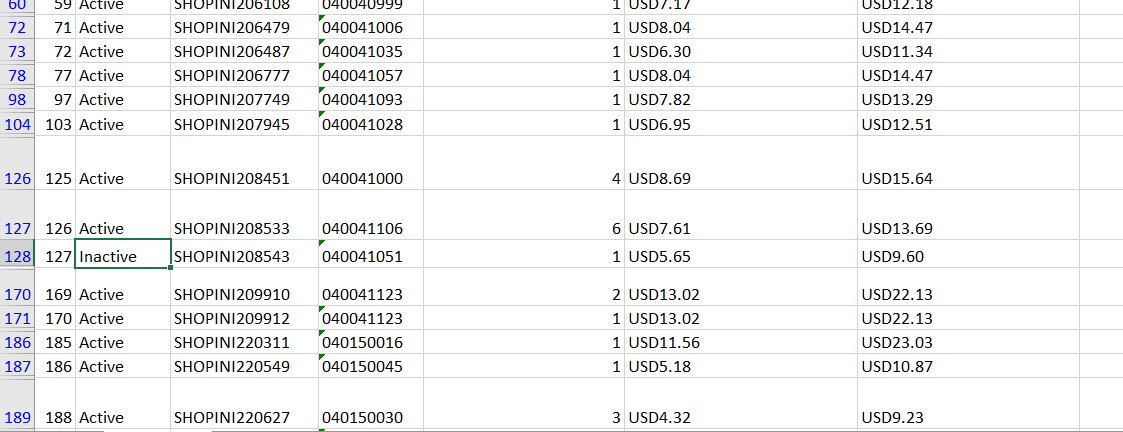 60 59 Active SHOPINI206108 040040999 1 USD7.17 USD12.18
72 71 Active SHOPINI206479 040041006 1 USD8.04 USD14.47
73 72 Active SHOPINI206487 040041035 1 USD6.30 USD11.34
78 77 Active SHOPINI206777 040041057 1 USD8.04 USD14.47
98 97 Active SHOPINI207749 040041093 1 USD7.82 USD13.29
104 103 Active SHOPINI207945 040041028 1 USD6.95 USD12.51
126 125 Active SHOPINI208451 040041000 4 USD8.69 USD15.64
127 126 Active SHOPINI208533 040041106 6 USD7.61 USD13.69
128 127 Inactive SHOPINI208543 040041051 1 USD5.65 USD9.60
170 169 Active SHOPINI209910 040041123 2 USD13.02 USD22.13
171 170 Active SHOPINI209912 040041123 1 USD13.02 USD22.13
186 185 Active SHOPINI220311 040150016 1 USD11.56 USD23.03
187 186 Active SHOPINI220549 040150045 1 USD5.18 USD10.87
189 188 Active SHOPINI220627 040150030 3 USD4.32 USD9.23